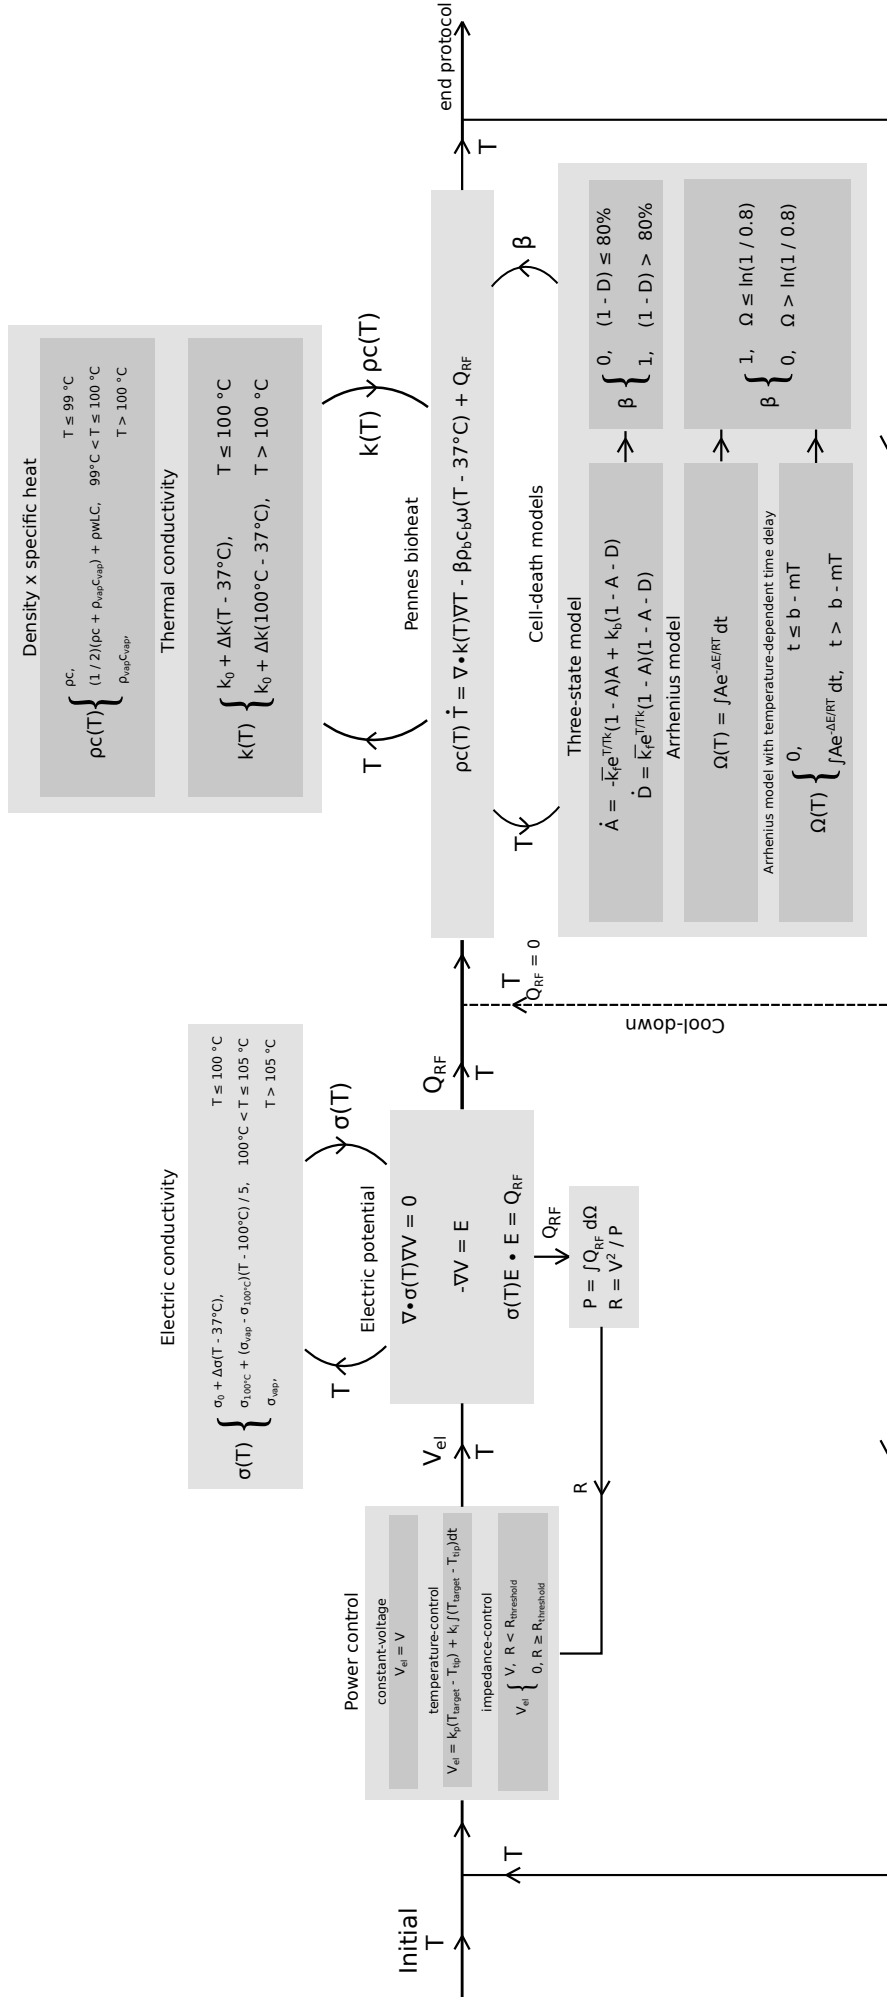 Initial
T
T
Power control
constant-voltage
V_el = V
temperature-control
V_el = k_p(T_target - T_tip) + k_i ∫(T_target - T_tip)dt
impedance-control
V_el { V, R < R_threshold
0, R ≥ R_threshold
V_el
T
R
Electric conductivity
σ(T) { σ_0 + Δσ(T - 37°C), T ≤ 100 °C
σ_100°C + (σ_vap - σ_100°C)(T - 100°C) / 5, 100°C < T ≤ 105 °C
σ_vap, T > 105 °C
T
σ(T)
Electric potential
∇•σ(T)∇V = 0
-∇V = E
σ(T)E • E = Q_RF
Q_RF
P = ∫Q_RF dΩ
R = V² / P
Q_RF
T
Cool-down
T
Q_RF = 0
Density x specific heat
ρc(T) { ρc, T ≤ 99 °C
(1 / 2)(ρc + ρ_vap c_vap) + ρwLC, 99°C < T ≤ 100 °C
ρ_vap c_vap, T > 100 °C
Thermal conductivity
k(T) { k_0 + Δk(T - 37°C), T ≤ 100 °C
k_0 + Δk(100°C - 37°C), T > 100 °C
T
k(T) ρc(T)
Pennes bioheat
ρc(T) Ṫ = ∇•k(T)∇T - βρ_b c_b ω(T - 37°C) + Q_RF
T
β
Cell-death models
Three-state model
Ȧ = -k̅_f e^T/Tk(1 - A)A + k_b(1 - A - D)
Ḋ = k̅_f e^T/Tk(1 - A)(1 - A - D)
β { 0, (1 - D) ≤ 80%
1, (1 - D) > 80%
Arrhenius model
Ω(T) = ∫Ae^-ΔE/RT dt
Arrhenius model with temperature-dependent time delay
Ω(T) { 0, t ≤ b - mT
∫Ae^-ΔE/RT dt, t > b - mT
β { 1, Ω ≤ ln(1 / 0.8)
0, Ω > ln(1 / 0.8)
T
end protocol